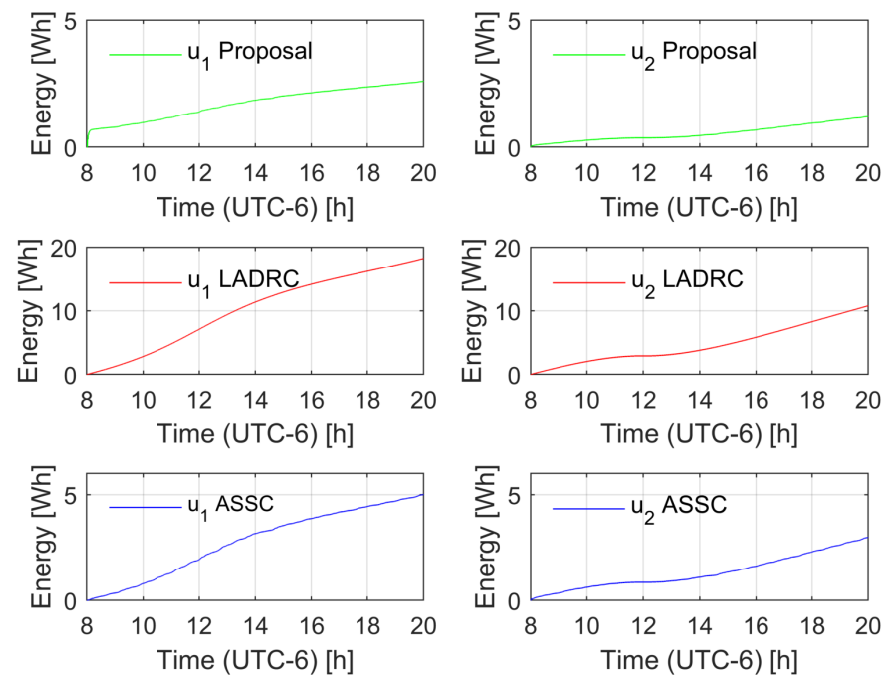 Energy [Wh]
5
0
u1 Proposal
8 10 12 14 16 18 20
Time (UTC-6) [h]
Energy [Wh]
5
0
u2 Proposal
8 10 12 14 16 18 20
Time (UTC-6) [h]
Energy [Wh]
20
10
0
u1 LADRC
8 10 12 14 16 18 20
Time (UTC-6) [h]
Energy [Wh]
20
10
0
u2 LADRC
8 10 12 14 16 18 20
Time (UTC-6) [h]
Energy [Wh]
5
0
u1 ASSC
8 10 12 14 16 18 20
Time (UTC-6) [h]
Energy [Wh]
5
0
u2 ASSC
8 10 12 14 16 18 20
Time (UTC-6) [h]